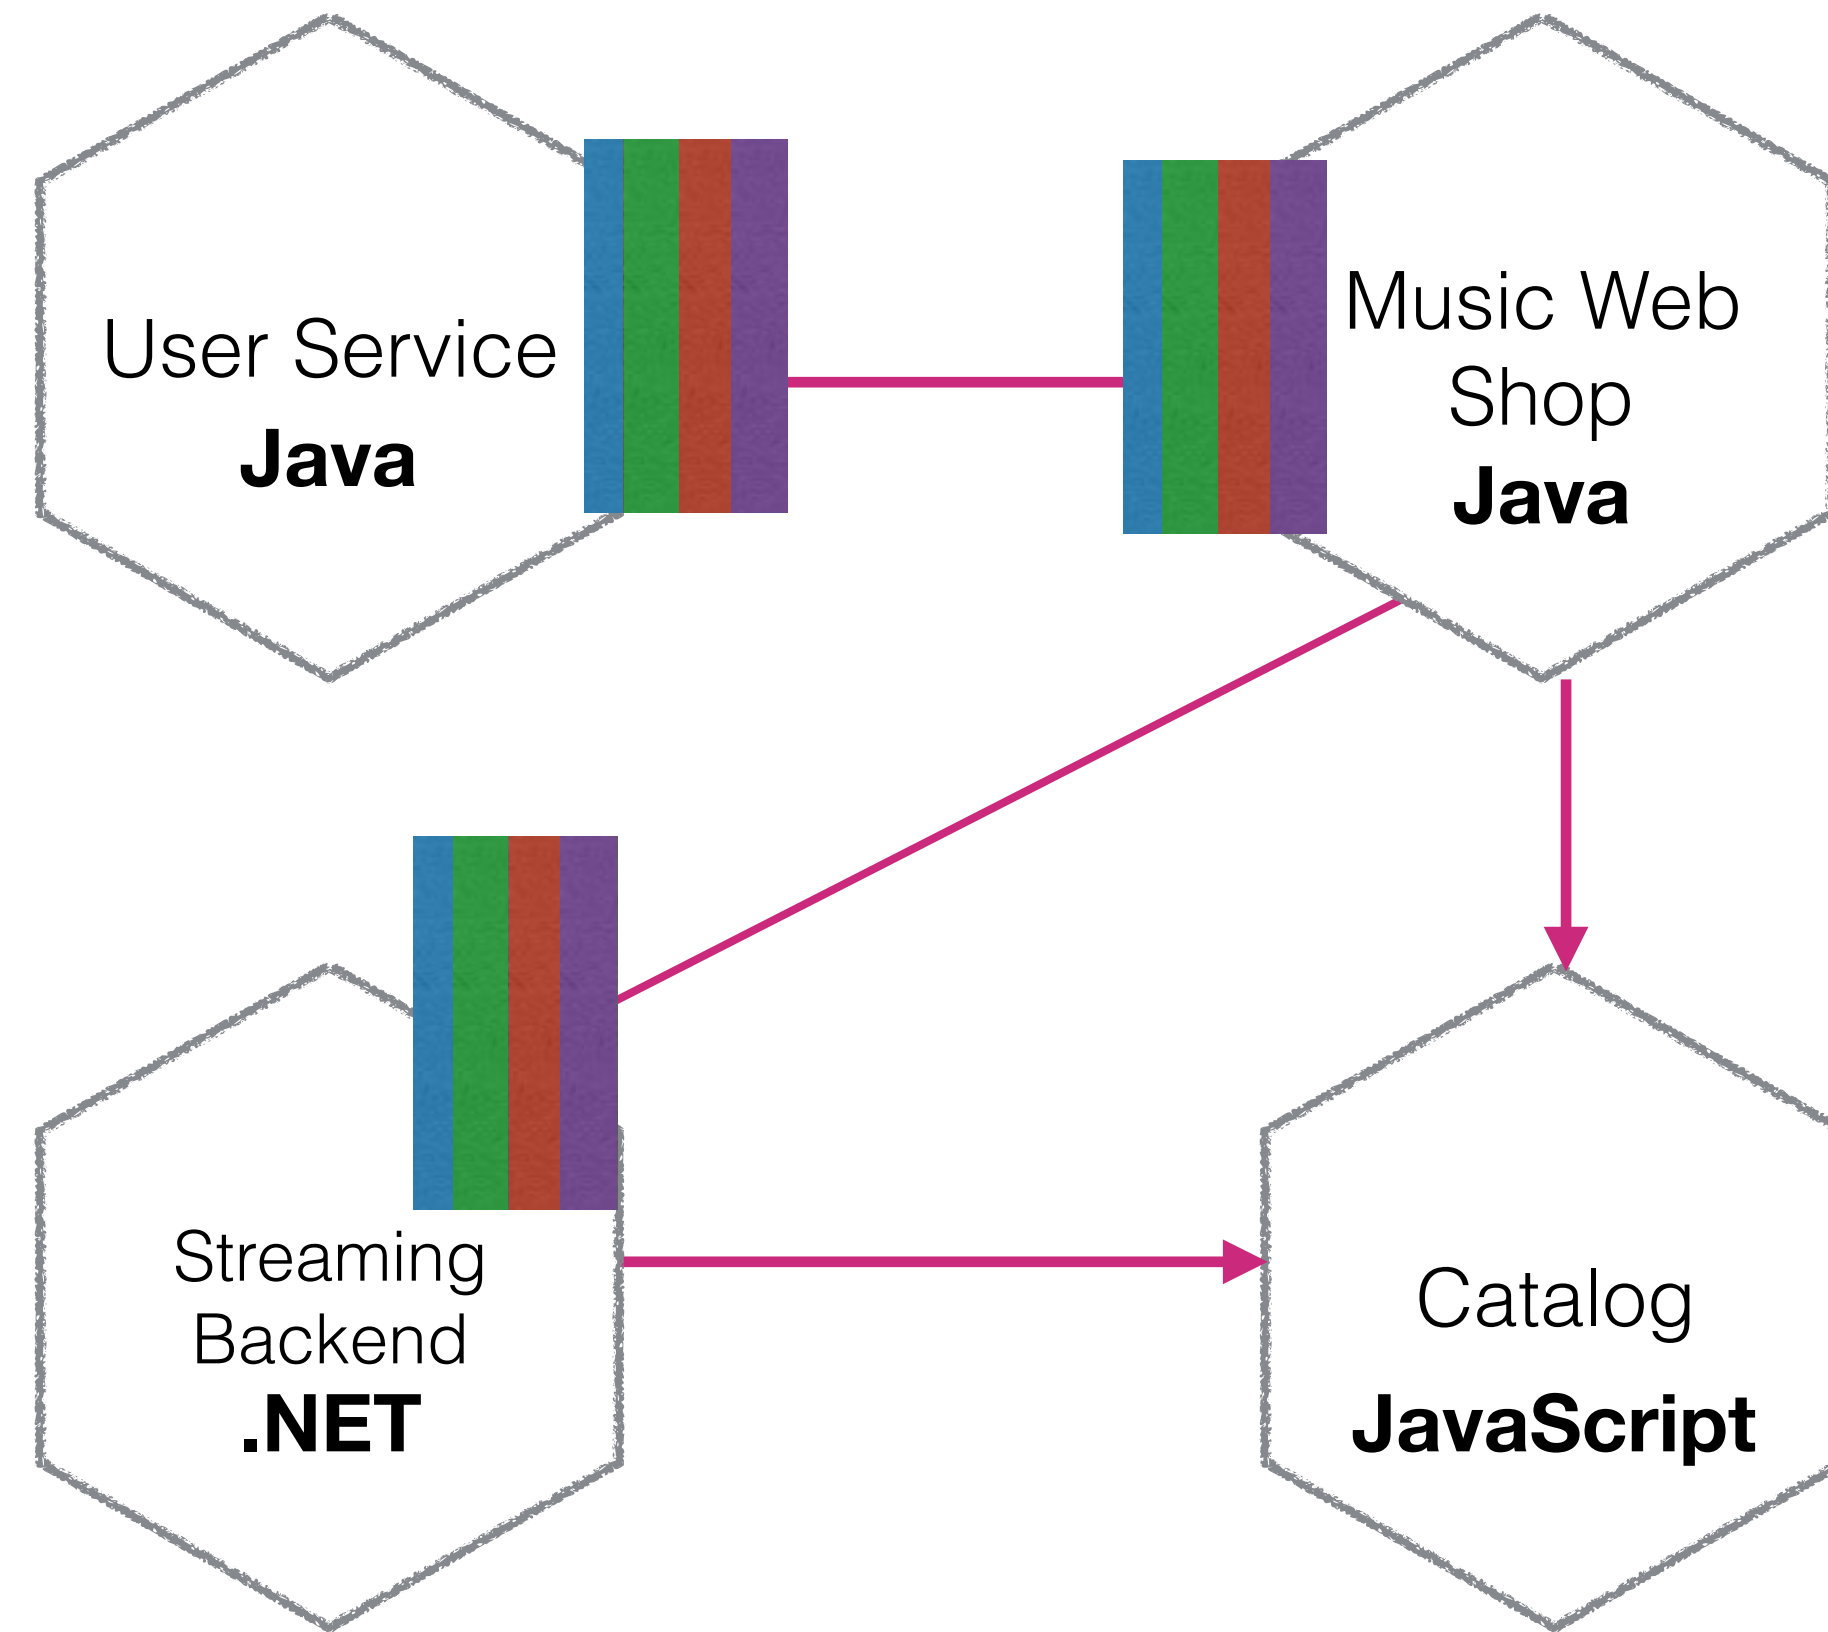 User Service
Java
Music Web
Shop
Java
Streaming
Backend
.NET
Catalog
JavaScript